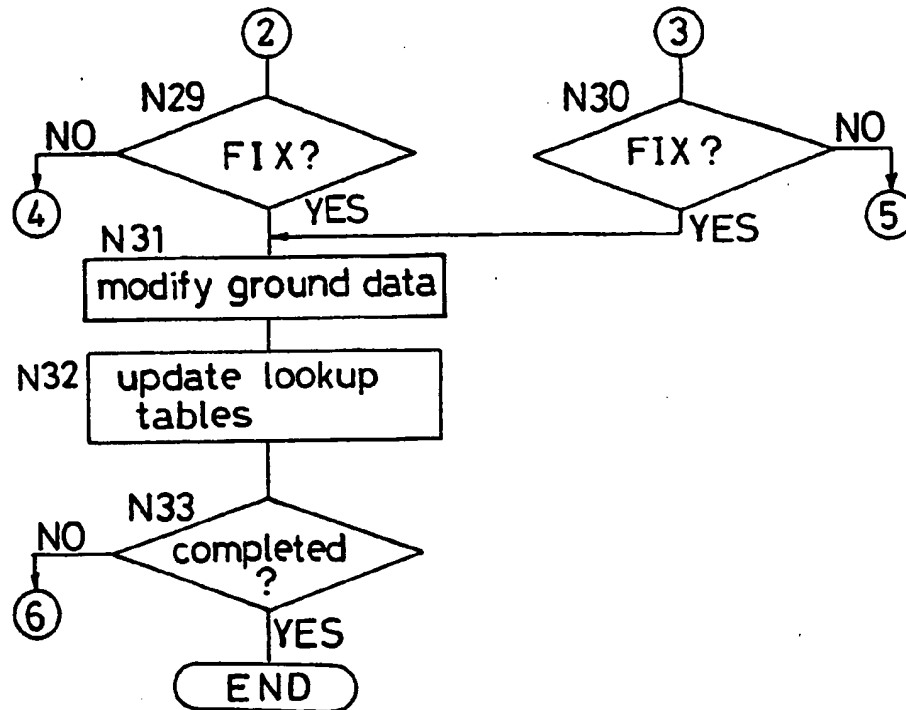 2
3
N29
N30
NO
FIX?
FIX?
NO
4
YES
YES
5
N31
modify ground data
N32
update lookup
tables
N33
NO
completed
?
6
YES
END